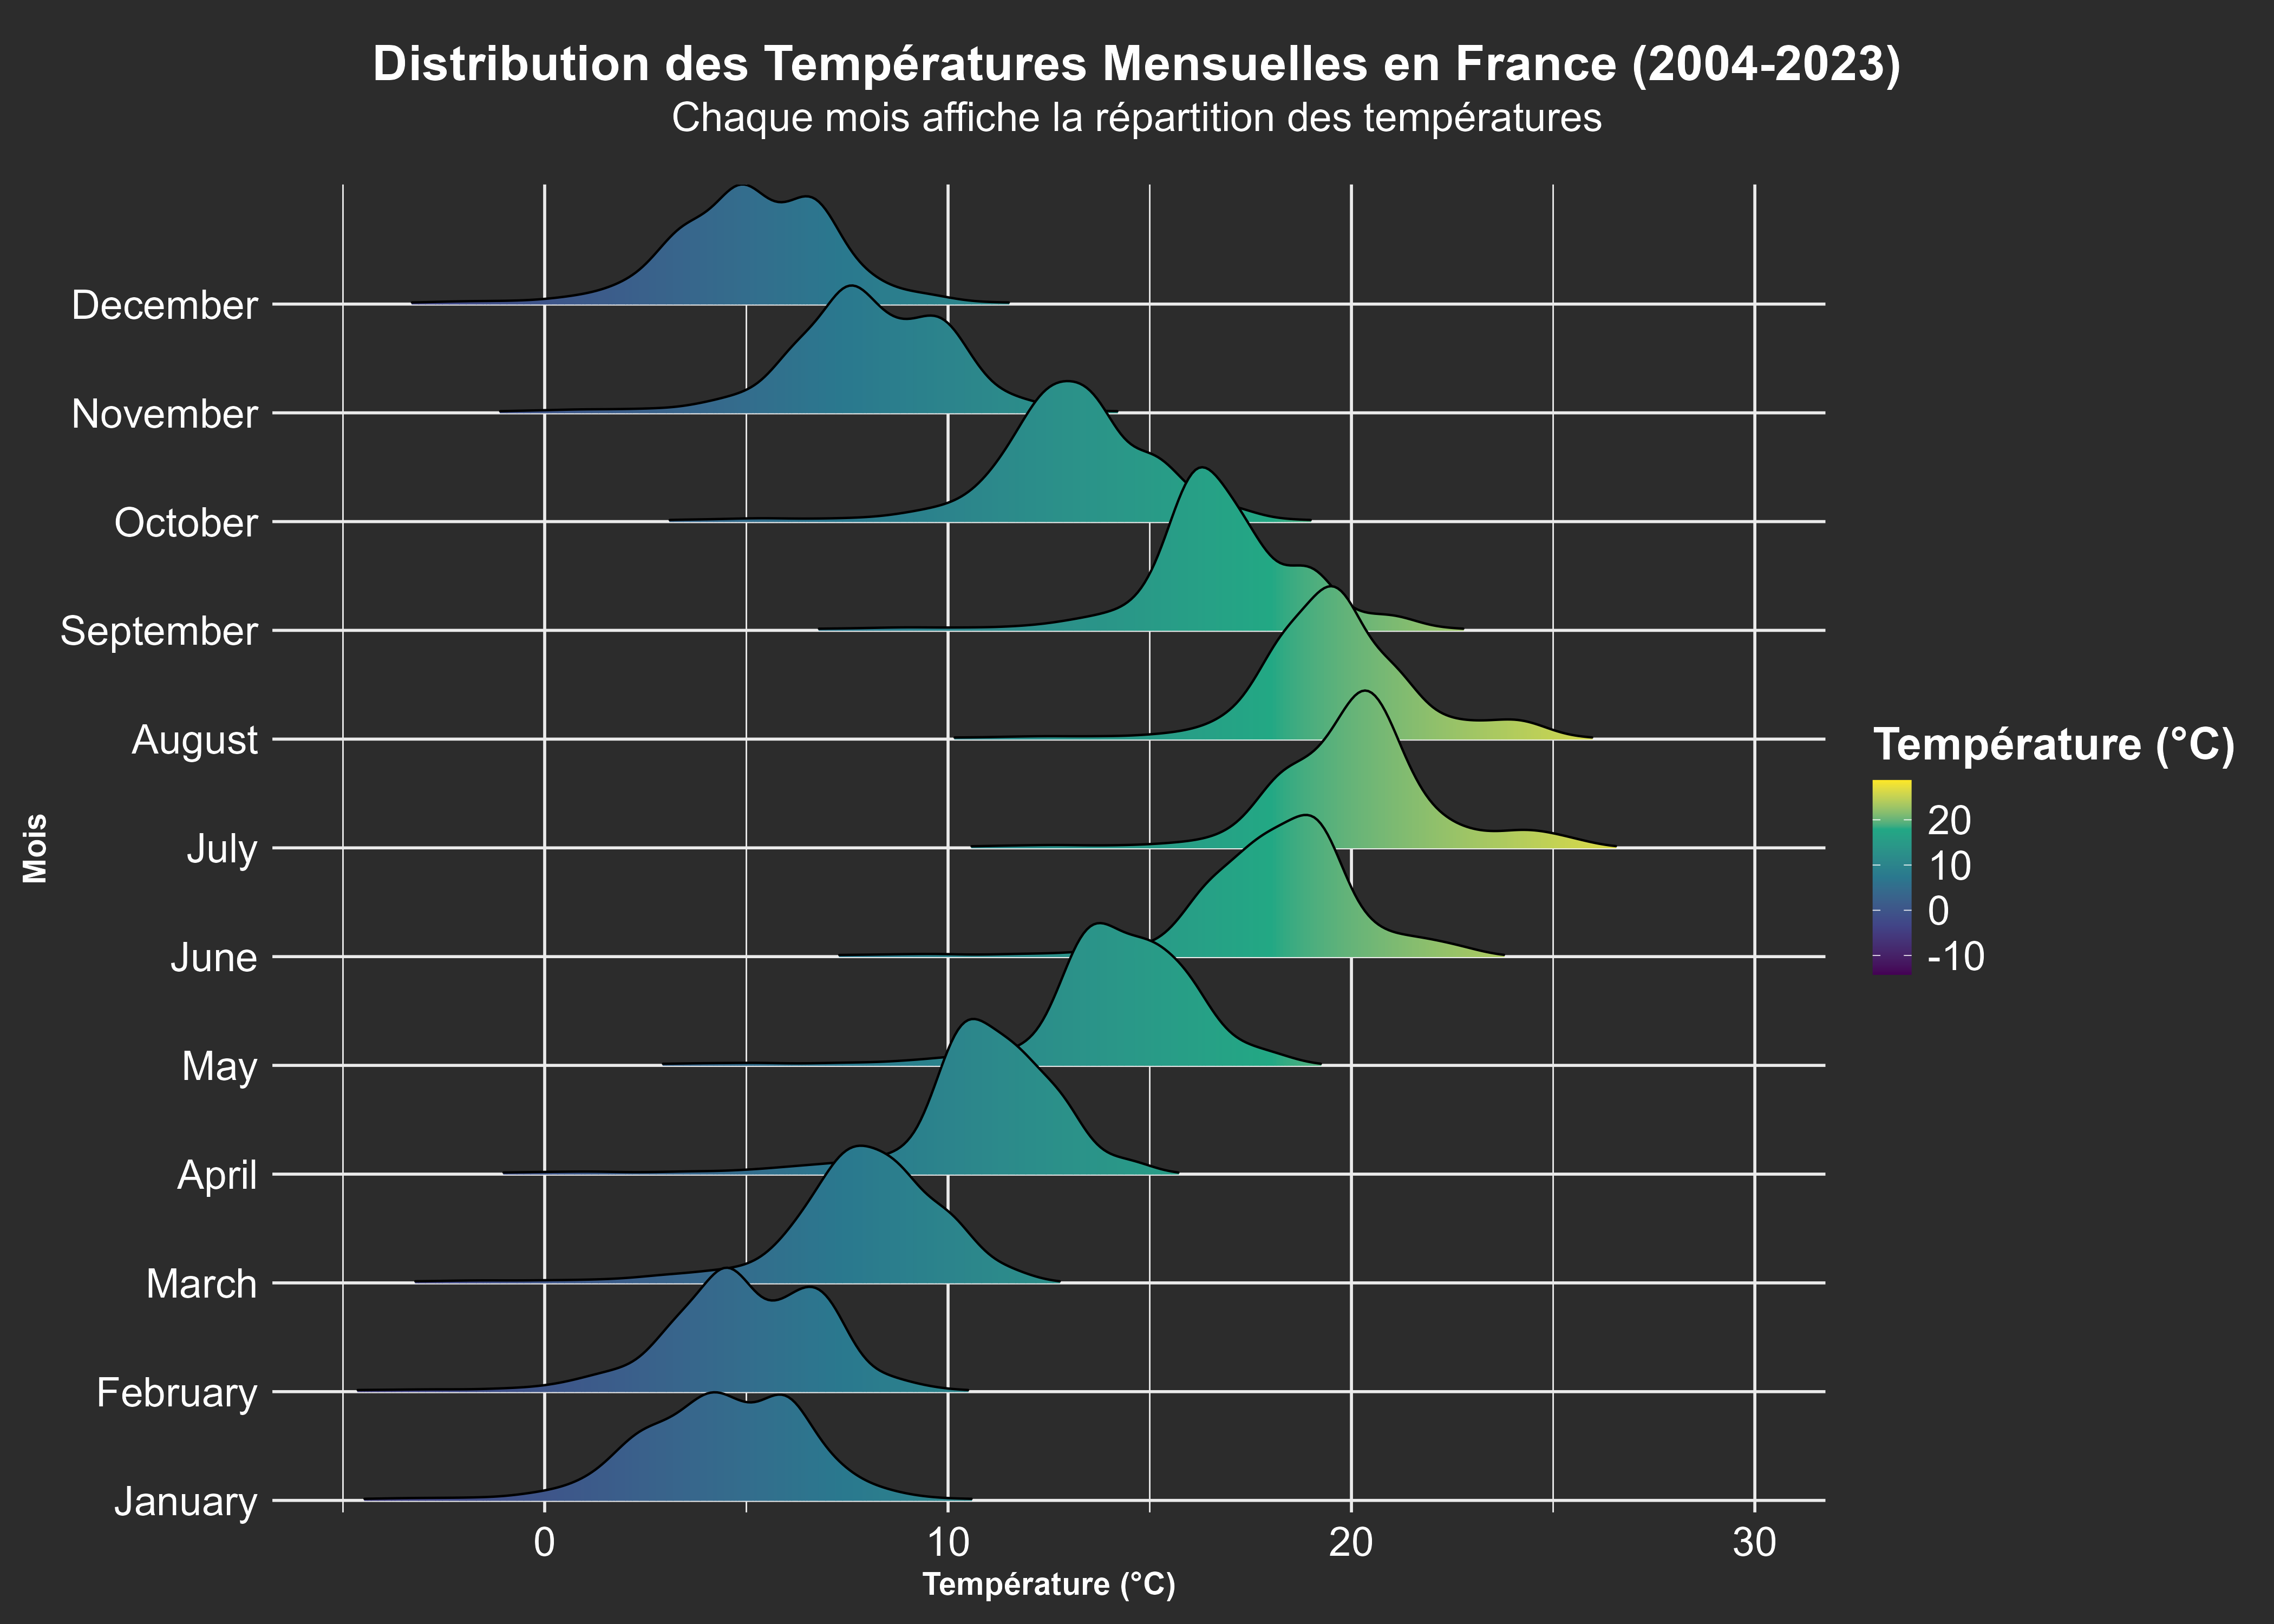 Distribution des Températures Mensuelles en France (2004-2023)
Chaque mois affiche la répartition des températures
December
November
October
September
August
July
June
May
April
March
February
January
Mois
0
10
20
30
Température (°C)
Température (°C)
20
10
0
-10